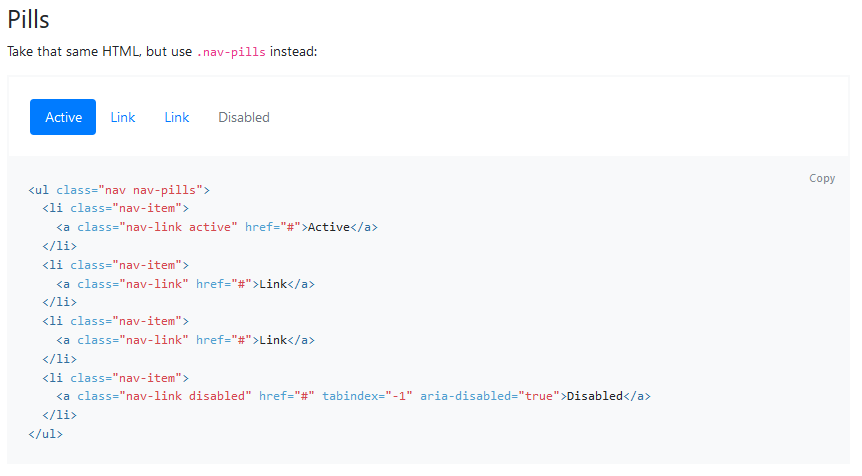 Pills
Take that same HTML, but use .nav-pills instead:
Active Link Link Disabled
Copy
<ul class="nav nav-pills">
  <li class="nav-item">
    <a class="nav-link active" href="#">Active</a>
  </li>
  <li class="nav-item">
    <a class="nav-link" href="#">Link</a>
  </li>
  <li class="nav-item">
    <a class="nav-link" href="#">Link</a>
  </li>
  <li class="nav-item">
    <a class="nav-link disabled" href="#" tabindex="-1" aria-disabled="true">Disabled</a>
  </li>
</ul>